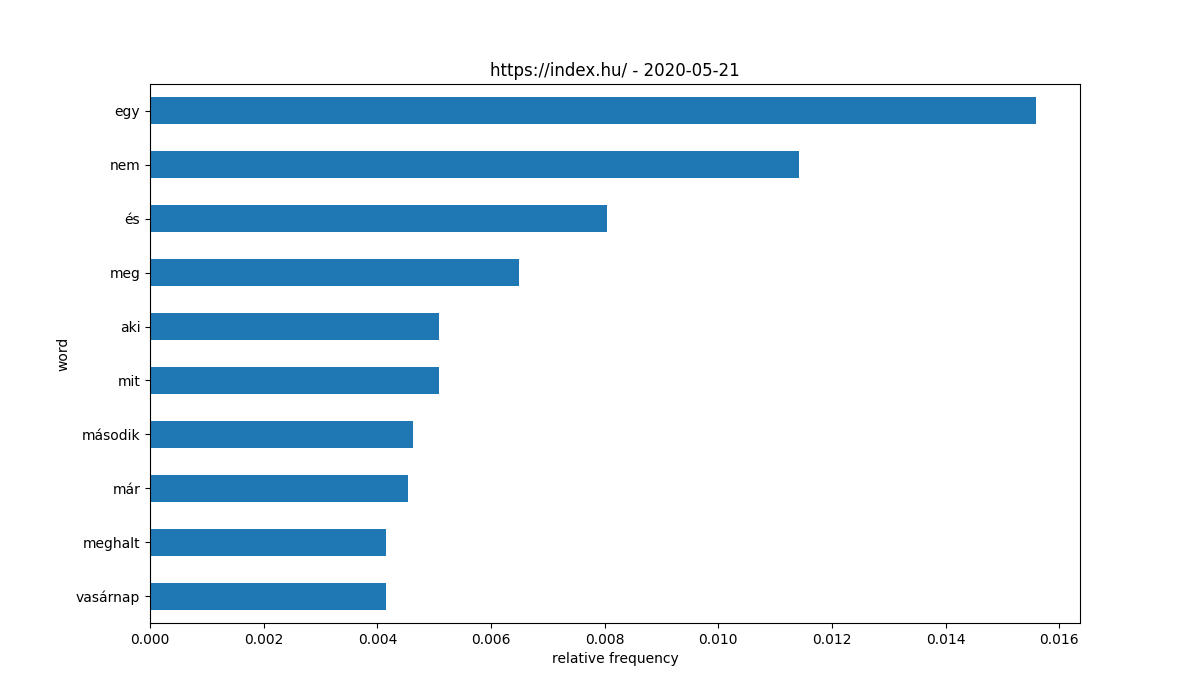 https://index.hu/ - 2020-05-21
egy
nem
és
meg
aki
mit
második
már
meghalt
vasárnap
word
0.000 0.002 0.004 0.006 0.008 0.010 0.012 0.014 0.016
relative frequency